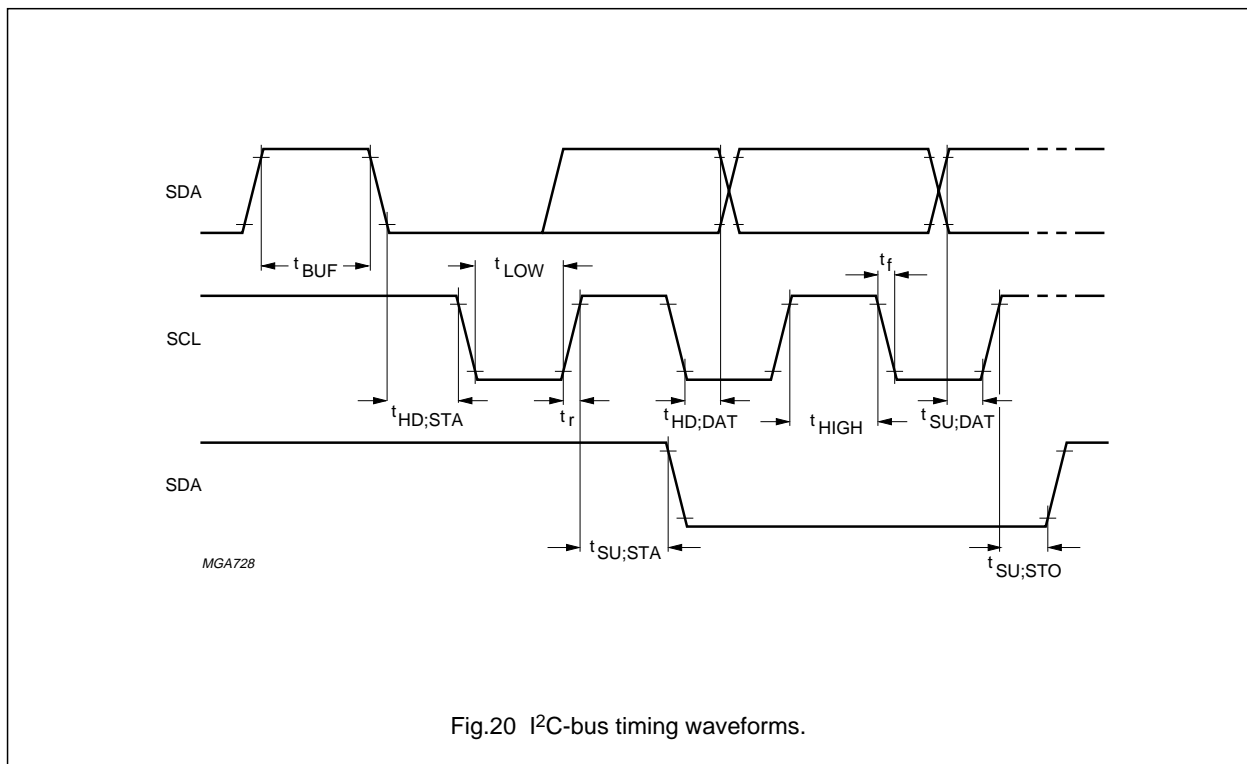 SDA
t BUF
t LOW
t f
SCL
t HD;STA
t r
t HD;DAT
t HIGH
t SU;DAT
SDA
t SU;STA
t SU;STO
MGA728
Fig.20 I²C-bus timing waveforms.